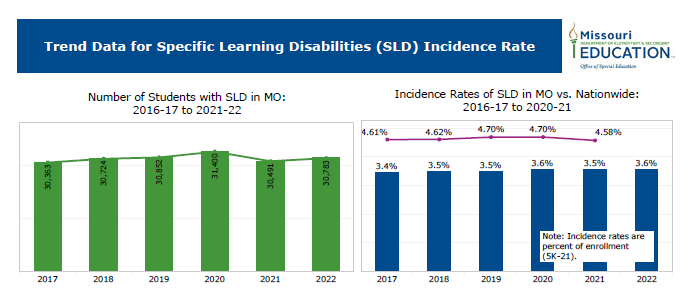 Trend Data for Specific Learning Disabilities (SLD) Incidence Rate
Missouri
DEPARTMENT OF ELEMENTARY & SECONDARY
EDUCATION
Office of Special Education
Number of Students with SLD in MO:
2016-17 to 2021-22
30,363
30,724
30,852
31,400
30,491
30,783
2017 2018 2019 2020 2021 2022
Incidence Rates of SLD in MO vs. Nationwide:
2016-17 to 2020-21
4.61% 4.62% 4.70% 4.70% 4.58%
3.4% 3.5% 3.5% 3.6% 3.5% 3.6%
Note: Incidence rates are
percent of enrollment
(5K-21).
2017 2018 2019 2020 2021 2022